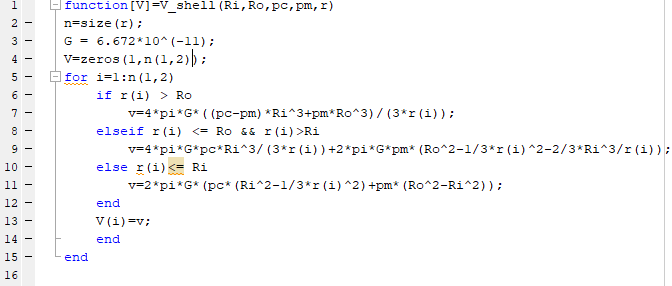 1 function[V]=V_shell(Ri,Ro,pc,pm,r)
2 - n=size(r);
3 - G = 6.672*10^(-11);
4 - V=zeros(1,n(1,2));
5 - for i=1:n(1,2)
6 - if r(i) > Ro
7 - v=4*pi*G*((pc-pm)*Ri^3+pm*Ro^3)/(3*r(i));
8 - elseif r(i) <= Ro && r(i)>Ri
9 - v=4*pi*G*pc*Ri^3/(3*r(i))+2*pi*G*pm*(Ro^2-1/3*r(i)^2-2/3*Ri^3/r(i));
10 - else r(i)<= Ri
11 - v=2*pi*G*(pc*(Ri^2-1/3*r(i)^2)+pm*(Ro^2-Ri^2));
12 - end
13 - V(i)=v;
14 - end
15 - end
16